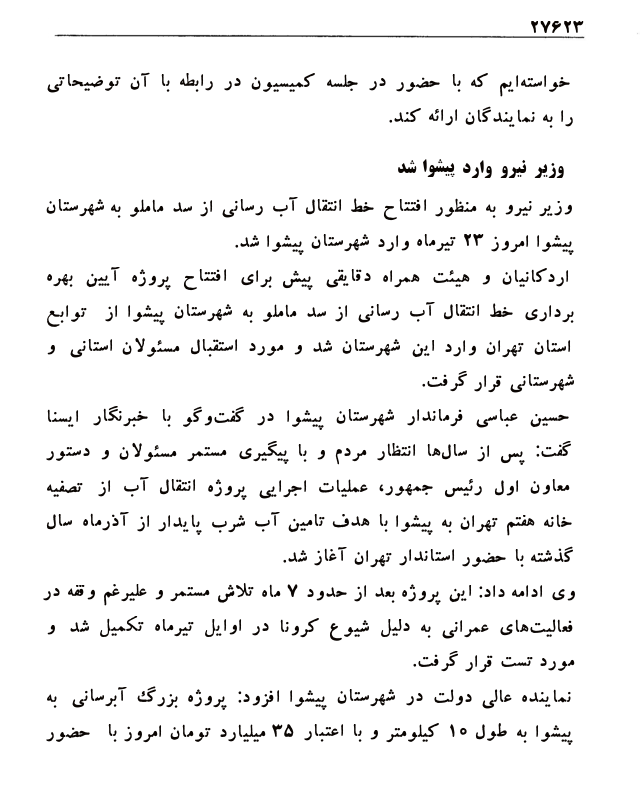 ۲۷۶۲۳
خواسته‌ایم که با حضور در جلسه کمیسیون در رابطه با آن توضیحاتی
را به نمایندگان ارائه کند.
وزیر نیرو وارد پیشوا شد
وزیر نیرو به منظور افتتاح خط انتقال آب رسانی از سد ماملو به شهرستان
پیشوا امروز ۲۳ تیرماه وارد شهرستان پیشوا شد.
اردکانیان و هیئت همراه دقایقی پیش برای افتتاح پروژه آیین بهره
برداری خط انتقال آب رسانی از سد ماملو به شهرستان پیشوا از توابع
استان تهران وارد این شهرستان شد و مورد استقبال مسئولان استانی و
شهرستانی قرار گرفت.
حسین عباسی فرماندار شهرستان پیشوا در گفت‌وگو با خبرنگار ایسنا
گفت: پس از سال‌ها انتظار مردم و با پیگیری مستمر مسئولان و دستور
معاون اول رئیس جمهور، عملیات اجرایی پروژه انتقال آب از تصفیه
خانه هفتم تهران به پیشوا با هدف تامین آب شرب پایدار از آذرماه سال
گذشته با حضور استاندار تهران آغاز شد.
وی ادامه داد: این پروژه بعد از حدود ۷ ماه تلاش مستمر و علیرغم وقفه در
فعالیت‌های عمرانی به دلیل شیوع کرونا در اوایل تیرماه تکمیل شد و
مورد تست قرار گرفت.
نماینده عالی دولت در شهرستان پیشوا افزود: پروژه بزرگ آبرسانی به
پیشوا به طول ۱۰ کیلومتر و با اعتبار ۳۵ میلیارد تومان امروز با حضور